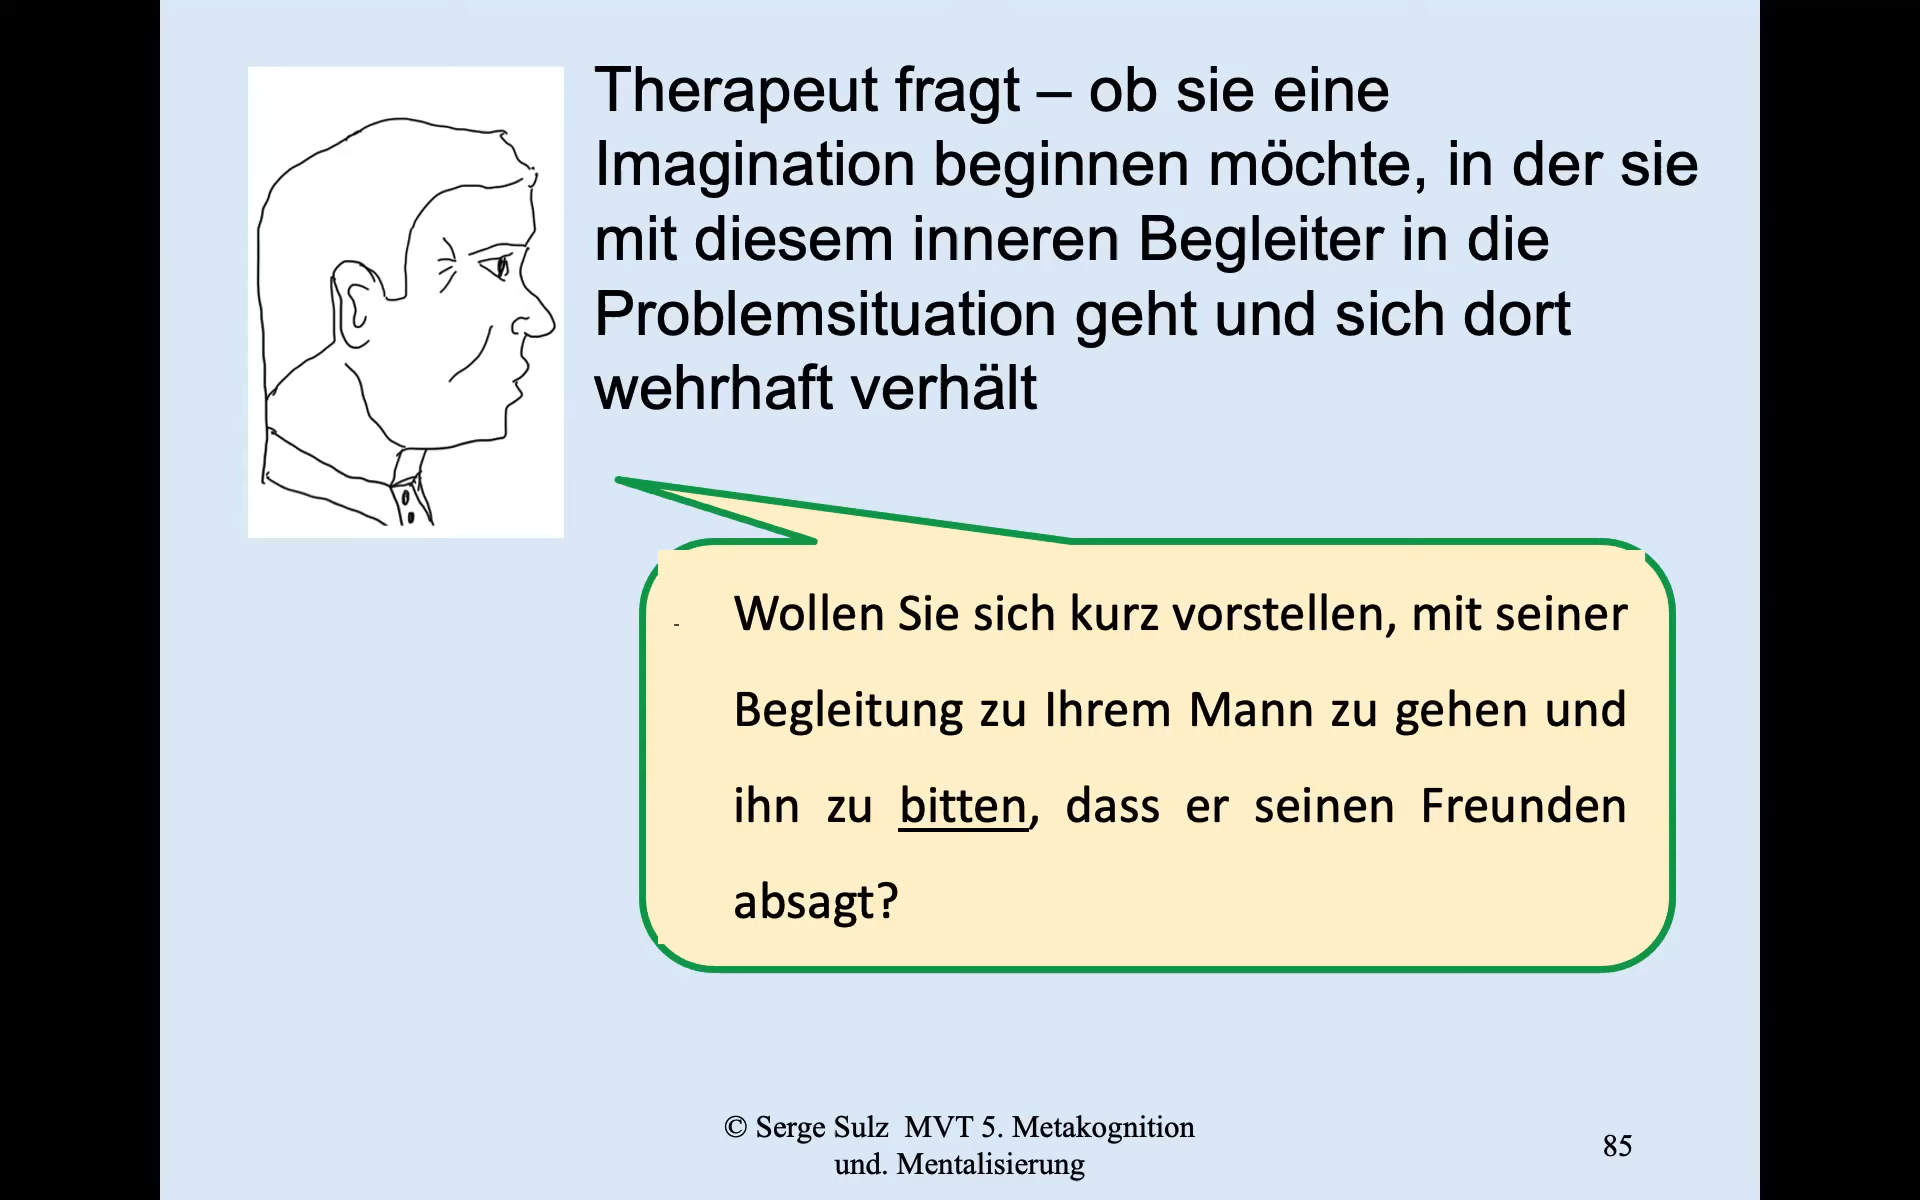 Therapeut fragt – ob sie eine
Imagination beginnen möchte, in der sie
mit diesem inneren Begleiter in die
Problemsituation geht und sich dort
wehrhaft verhält
- Wollen Sie sich kurz vorstellen, mit seiner
Begleitung zu Ihrem Mann zu gehen und
ihn zu bitten, dass er seinen Freunden
absagt?
© Serge Sulz MVT 5. Metakognition
und. Mentalisierung
85